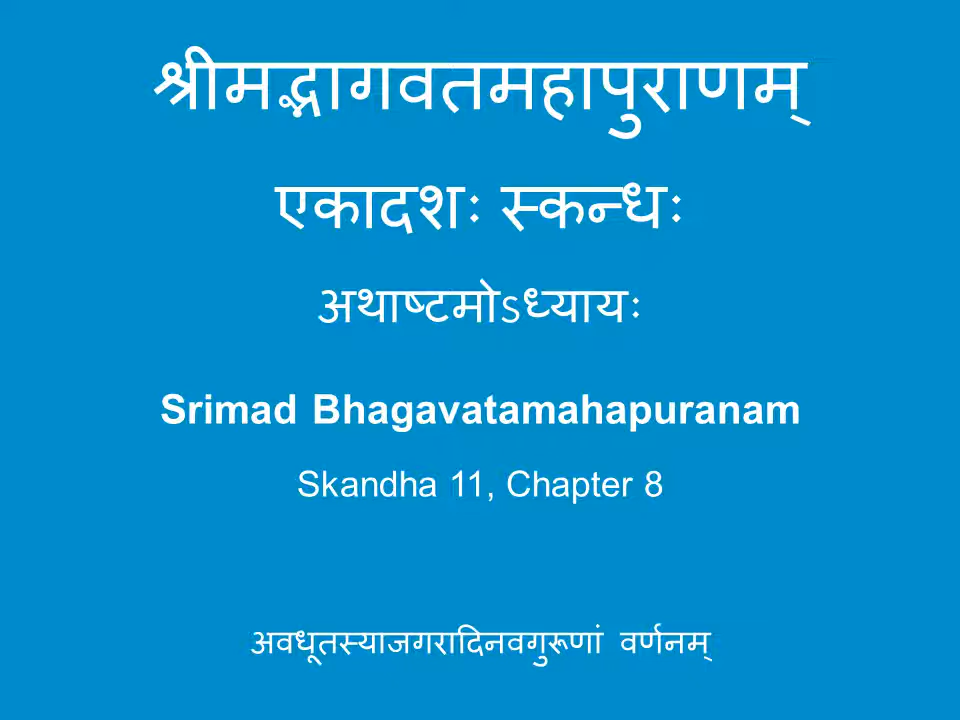 श्रीमद्भागवतमहापुराणम्
एकादशः स्कन्धः
अथाष्टमोऽध्यायः
Srimad Bhagavatamahapuranam
Skandha 11, Chapter 8
अवधूतस्याजगरादिनवगुरूणां वर्णनम्